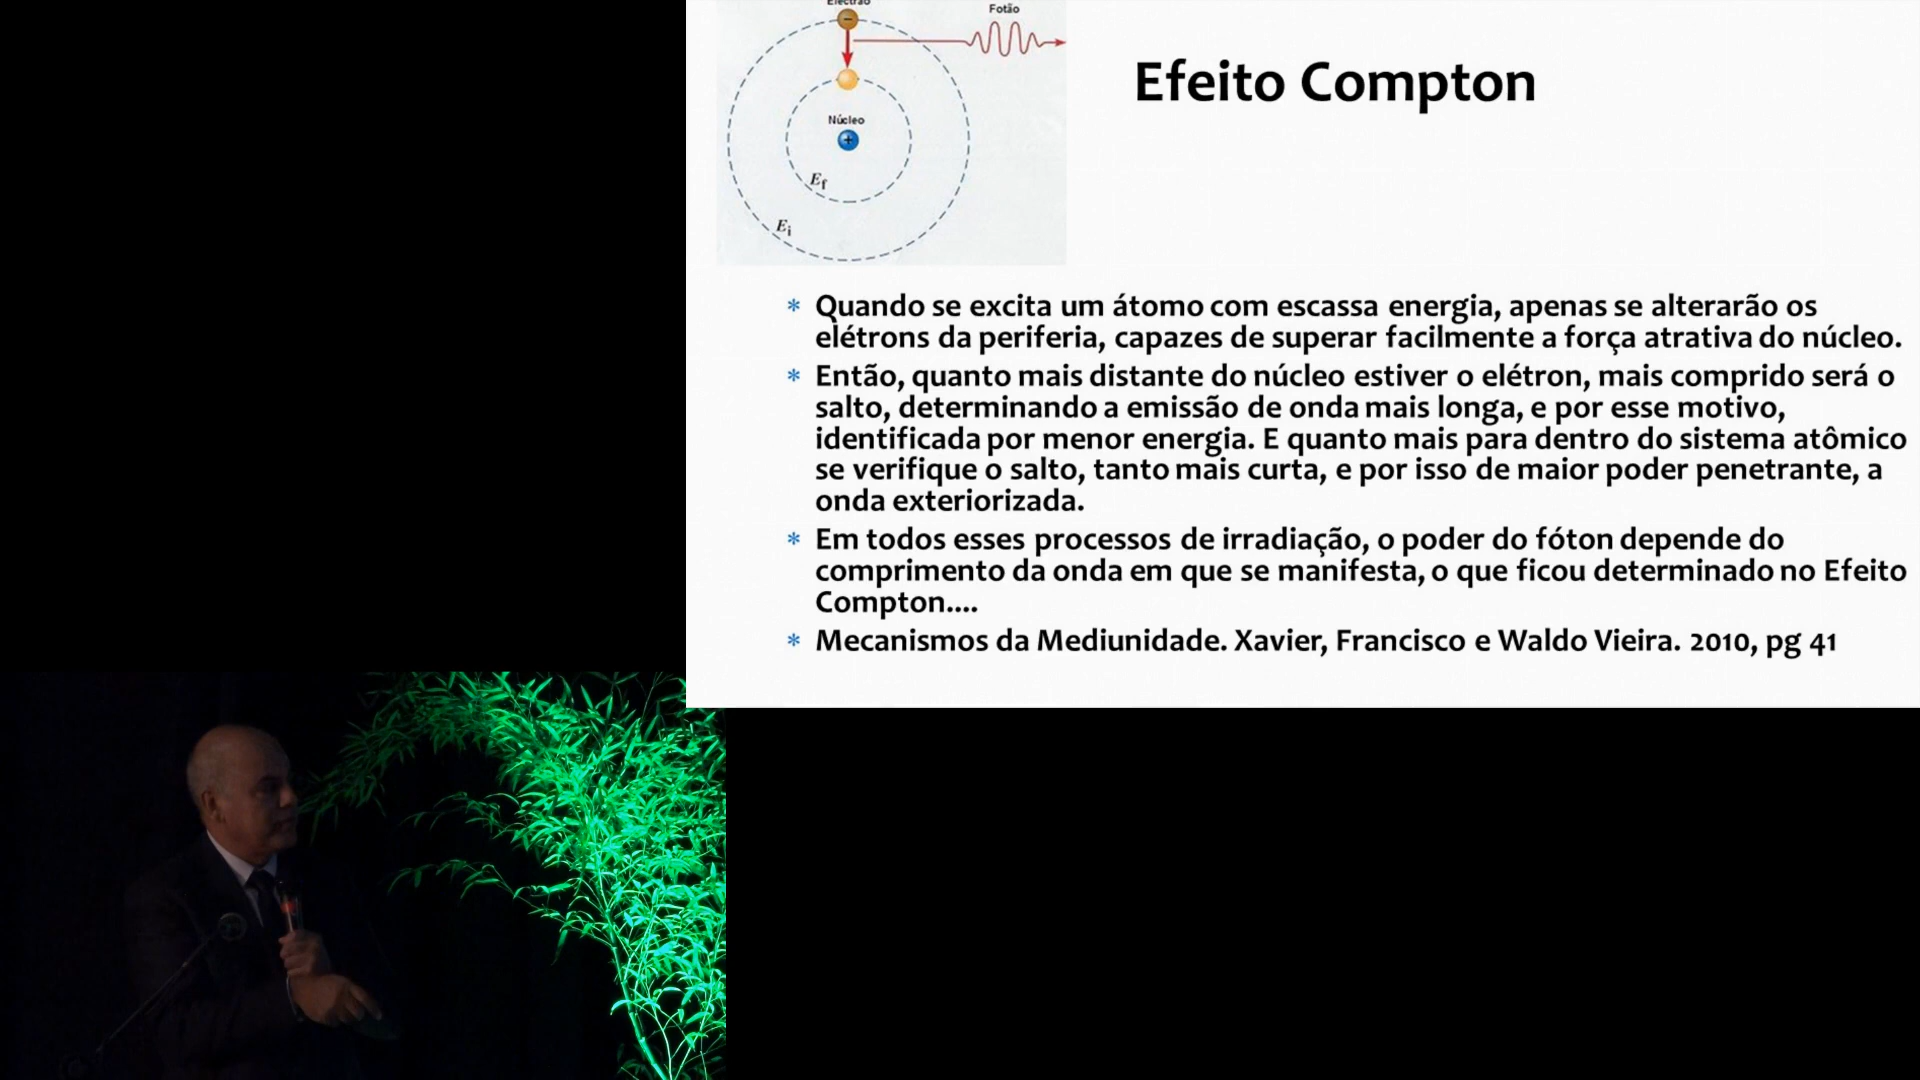 Electrão
Fotão
Efeito Compton
Núcleo
Ef
Ei
Quando se excita um átomo com escassa energia, apenas se alterarão os
elétrons da periferia, capazes de superar facilmente a força atrativa do núcleo.
Então, quanto mais distante do núcleo estiver o elétron, mais comprido será o
salto, determinando a emissão de onda mais longa, e por esse motivo,
identificada por menor energia. E quanto mais para dentro do sistema atômico
se verifique o salto, tanto mais curta, e por isso de maior poder penetrante, a
onda exteriorizada.
Em todos esses processos de irradiação, o poder do fóton depende do
comprimento da onda em que se manifesta, o que ficou determinado no Efeito
Compton....
Mecanismos da Mediunidade. Xavier, Francisco e Waldo Vieira. 2010, pg 41